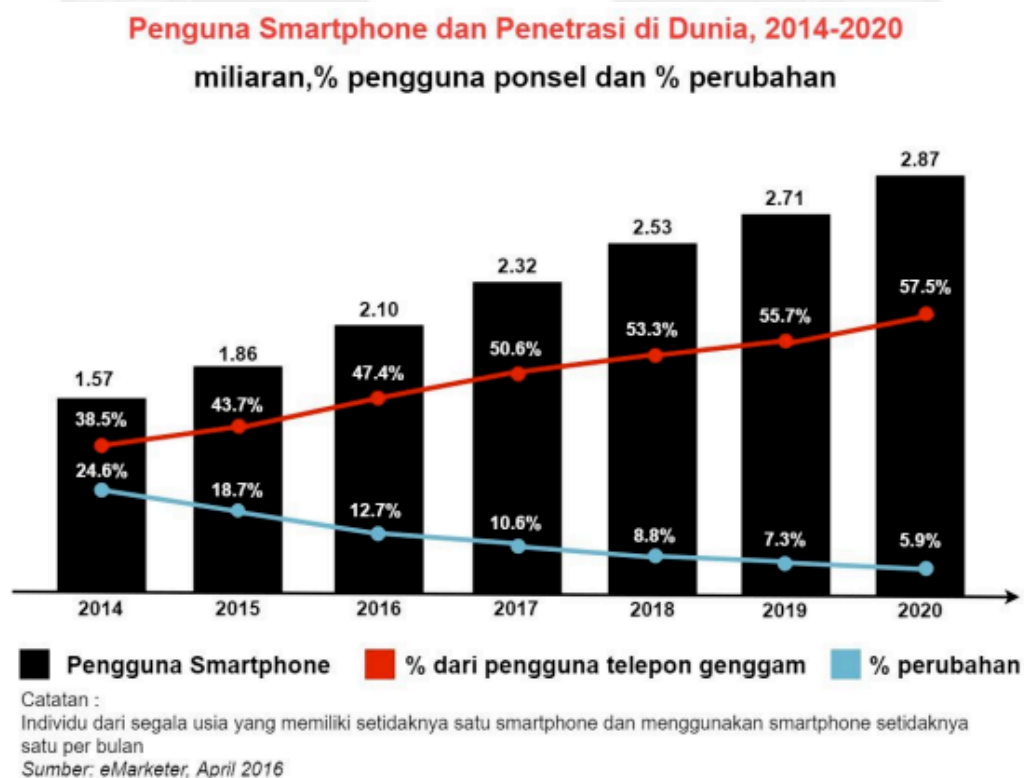 Penguna Smartphone dan Penetrasi di Dunia, 2014-2020
miliaran,% pengguna ponsel dan % perubahan
1.57
1.86
2.10
2.32
2.53
2.71
2.87
38.5%
43.7%
47.4%
50.6%
53.3%
55.7%
57.5%
24.6%
18.7%
12.7%
10.6%
8.8%
7.3%
5.9%
2014 2015 2016 2017 2018 2019 2020
Pengguna Smartphone % dari pengguna telepon genggam % perubahan
Catatan :
Individu dari segala usia yang memiliki setidaknya satu smartphone dan menggunakan smartphone setidaknya
satu per bulan
Sumber: eMarketer, April 2016